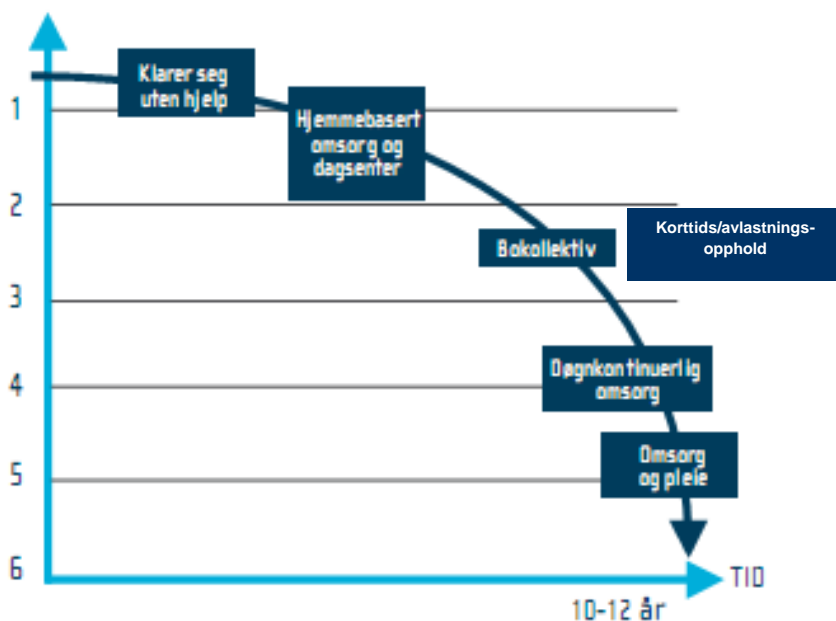 Klarer seg
uten hjelp
1
Hjemmebasert
omsorg og
dagsenter
2
Korttids/avlastnings-
opphold
Bokollektiv
3
Døgnkontinuerlig
omsorg
4
Omsorg
og pleie
5
6
TID
10-12 år